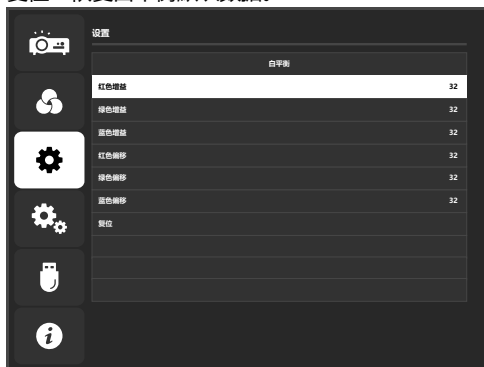 设置
白平衡
红色增益 32
绿色增益 32
蓝色增益 32
红色偏移 32
绿色偏移 32
蓝色偏移 32
复位